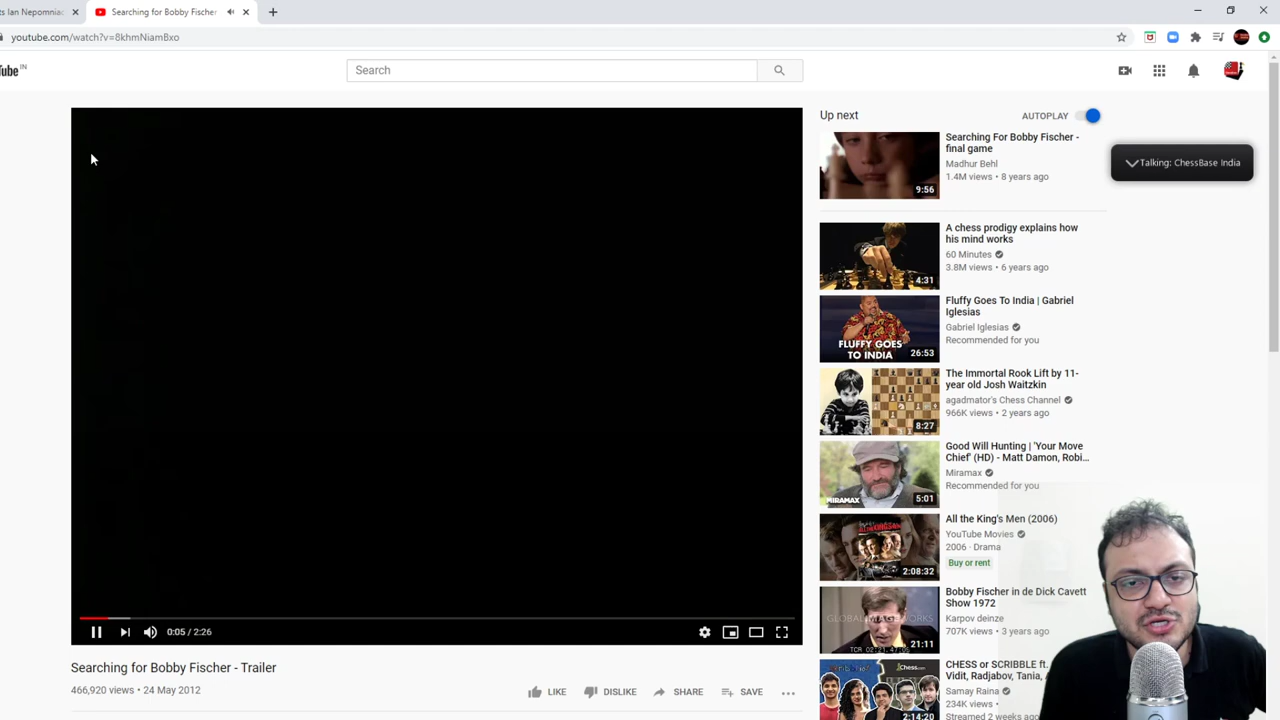 ts Ian Nepomniac
Searching for Bobby Fischer
youtube.com/watch?v=8khmNiamBxo
Tube IN
Search
Up next
AUTOPLAY
Searching For Bobby Fischer -
final game
Madhur Behl
1.4M views • 8 years ago
9:56
Talking: ChessBase India
A chess prodigy explains how
his mind works
60 Minutes
3.8M views • 6 years ago
4:31
Fluffy Goes To India | Gabriel
Iglesias
Gabriel Iglesias
Recommended for you
FLUFFY GOES
TO INDIA
26:53
The Immortal Rook Lift by 11-
year old Josh Waitzkin
agadmator's Chess Channel
966K views • 2 years ago
8:27
Good Will Hunting | 'Your Move
Chief' (HD) - Matt Damon, Robi...
Miramax
Recommended for you
MIRAMAX
5:01
All the King's Men (2006)
YouTube Movies
2006 · Drama
Buy or rent
2:08:32
Bobby Fischer in de Dick Cavett
Show 1972
Karpov deinze
707K views • 3 years ago
GLOBAL IMAGE WORKS
21:11
CHESS or SCRIBBLE ft.
Vidit, Radjabov, Tania, A
Samay Raina
234K views •
Streamed 2 weeks ag
Chess.com
2:14:20
0:05 / 2:26
Searching for Bobby Fischer - Trailer
466,920 views • 24 May 2012
LIKE
DISLIKE
SHARE
SAVE